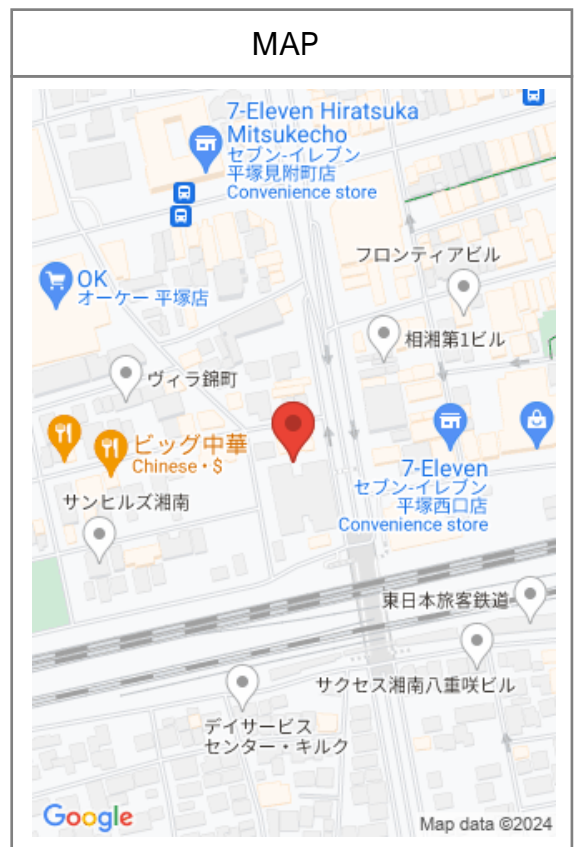 MAP
7-Eleven Hiratsuka
Mitsukecho
セブン-イレブン
平塚見附町店
Convenience store
フロンティアビル
OK
オーケー 平塚店
相湘第1ビル
ヴィラ錦町
ビッグ中華
Chinese • $
7-Eleven
セブン-イレブン
平塚西口店
Convenience store
サンヒルズ湘南
東日本旅客鉄道
サクセス湘南八重咲ビル
デイサービス
センター・キルク
Google
Map data ©2024